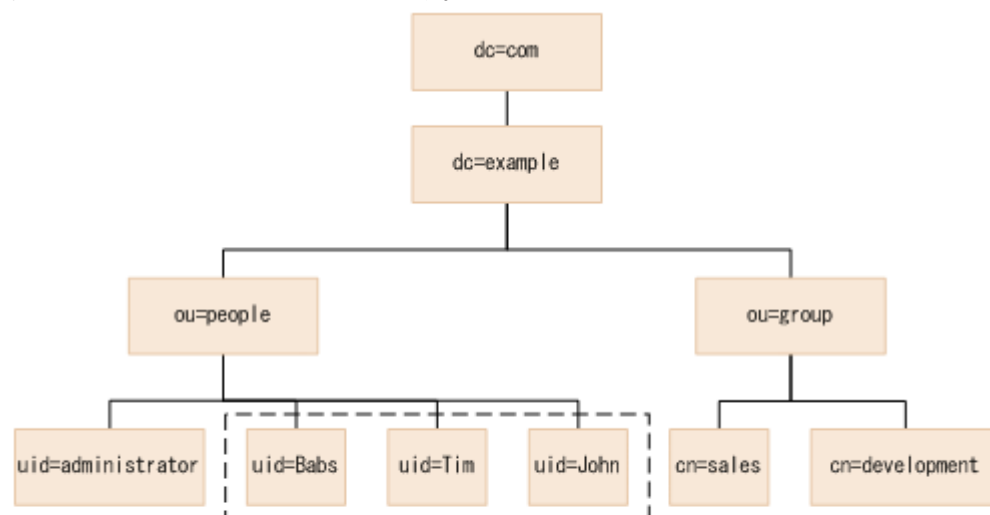 dc=com
dc=example
ou=people
ou=group
uid=administrator
uid=Babs
uid=Tim
uid=John
cn=sales
cn=development